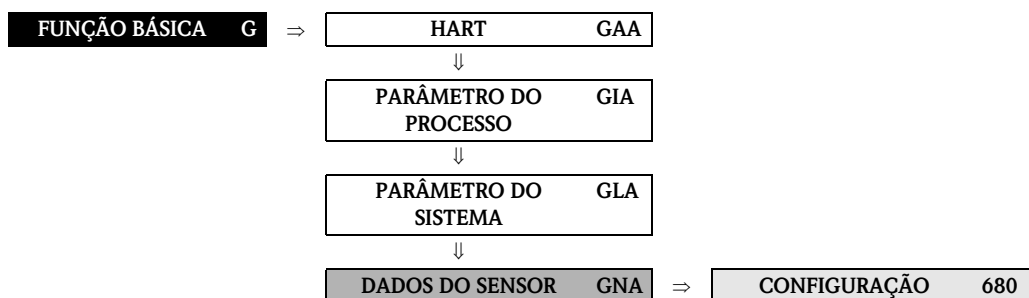 FUNÇÃO BÁSICA G ⇒ HART GAA
⇓
PARÂMETRO DO GIA
PROCESSO
⇓
PARÂMETRO DO GLA
SISTEMA
⇓
DADOS DO SENSOR GNA ⇒ CONFIGURAÇÃO 680